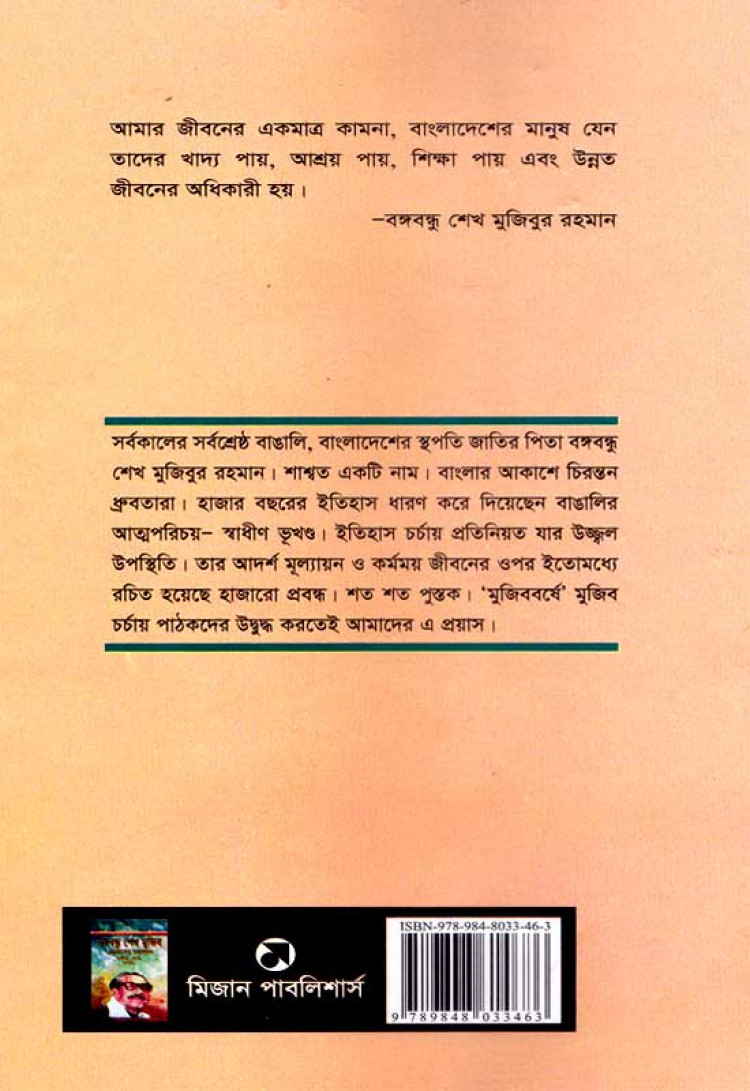 আমার জীবনের একমাত্র কামনা, বাংলাদেশের মানুষ যেন
তাদের খাদ্য পায়, আশ্রয় পায়, শিক্ষা পায় এবং উন্নত
জীবনের অধিকারী হয়।
–বঙ্গবন্ধু শেখ মুজিবুর রহমান
সর্বকালের সর্বশ্রেষ্ঠ বাঙালি, বাংলাদেশের স্থপতি জাতির পিতা বঙ্গবন্ধু
শেখ মুজিবুর রহমান। শাশ্বত একটি নাম। বাংলার আকাশে চিরন্তন
ধ্রুবতারা। হাজার বছরের ইতিহাস ধারণ করে দিয়েছেন বাঙালির
আত্মপরিচয়– স্বাধীণ ভূখণ্ড। ইতিহাস চর্চায় প্রতিনিয়ত যার উজ্জ্বল
উপস্থিতি। তার আদর্শ মূল্যায়ন ও কর্মময় জীবনের ওপর ইতোমধ্যে
রচিত হয়েছে হাজারো প্রবন্ধ। শত শত পুস্তক। ‘মুজিববর্ষে’ মুজিব
চর্চায় পাঠকদের উদ্বুদ্ধ করতেই আমাদের এ প্রয়াস।
বঙ্গবন্ধু শেখ মুজিব
মিজান পাবলিশার্স
ISBN-978-984-8033-46-3
9 789848 033463